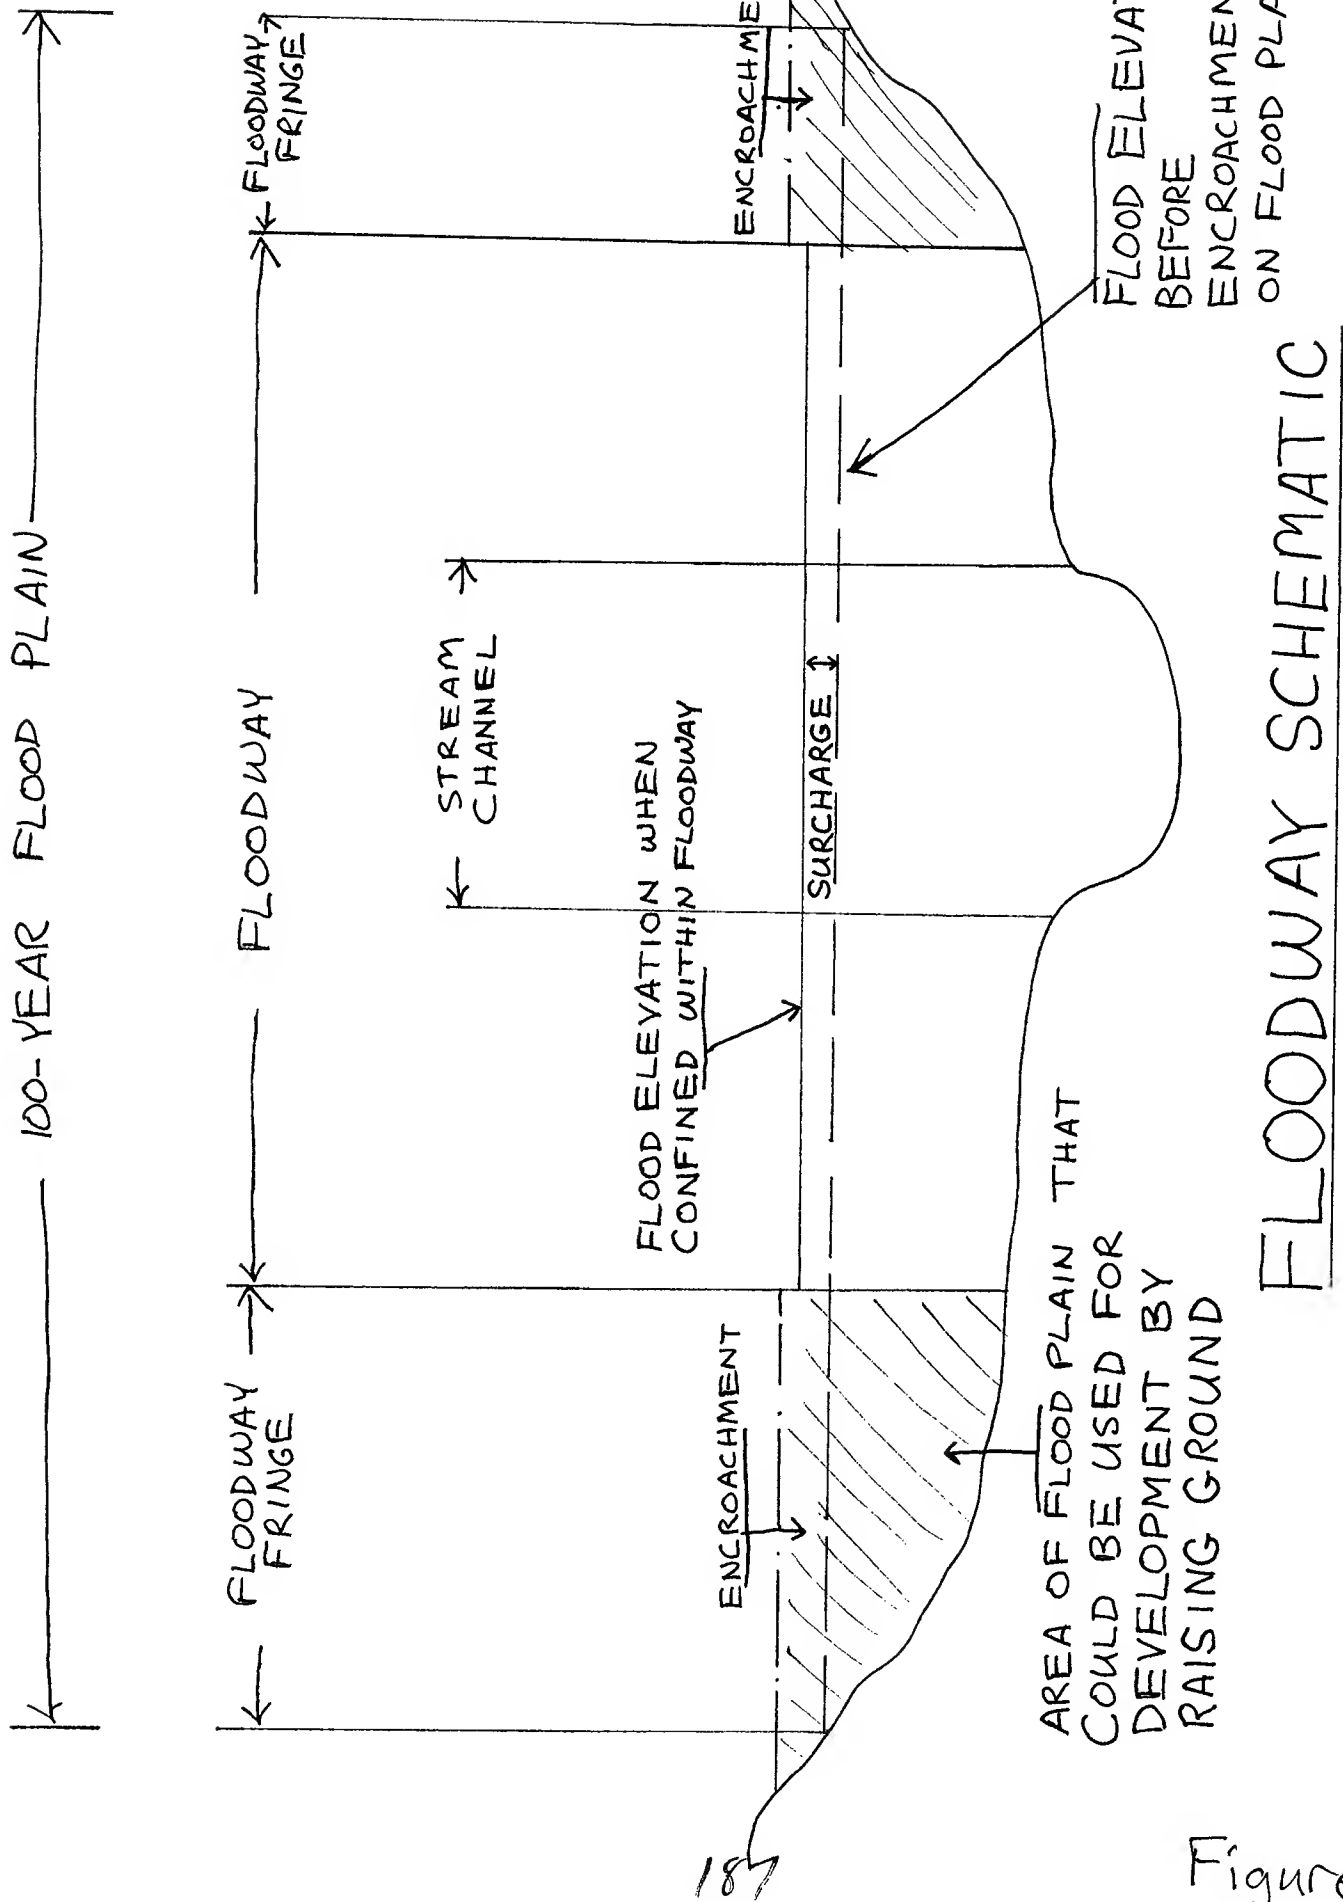 100-YEAR FLOOD PLAIN
FLOODWAY
FRINGE
FLOODWAY
FLOODWAY
FRINGE
STREAM
CHANNEL
FLOOD ELEVATION WHEN
CONFINED WITHIN FLOODWAY
ENCROACHMENT
ENCROACHME
SURCHARGE
AREA OF FLOOD PLAIN THAT
COULD BE USED FOR
DEVELOPMENT BY
RAISING GROUND
FLOOD ELEVAT
BEFORE
ENCROACHMEN
ON FLOOD PLA
FLOODWAY SCHEMATIC
187
Figure